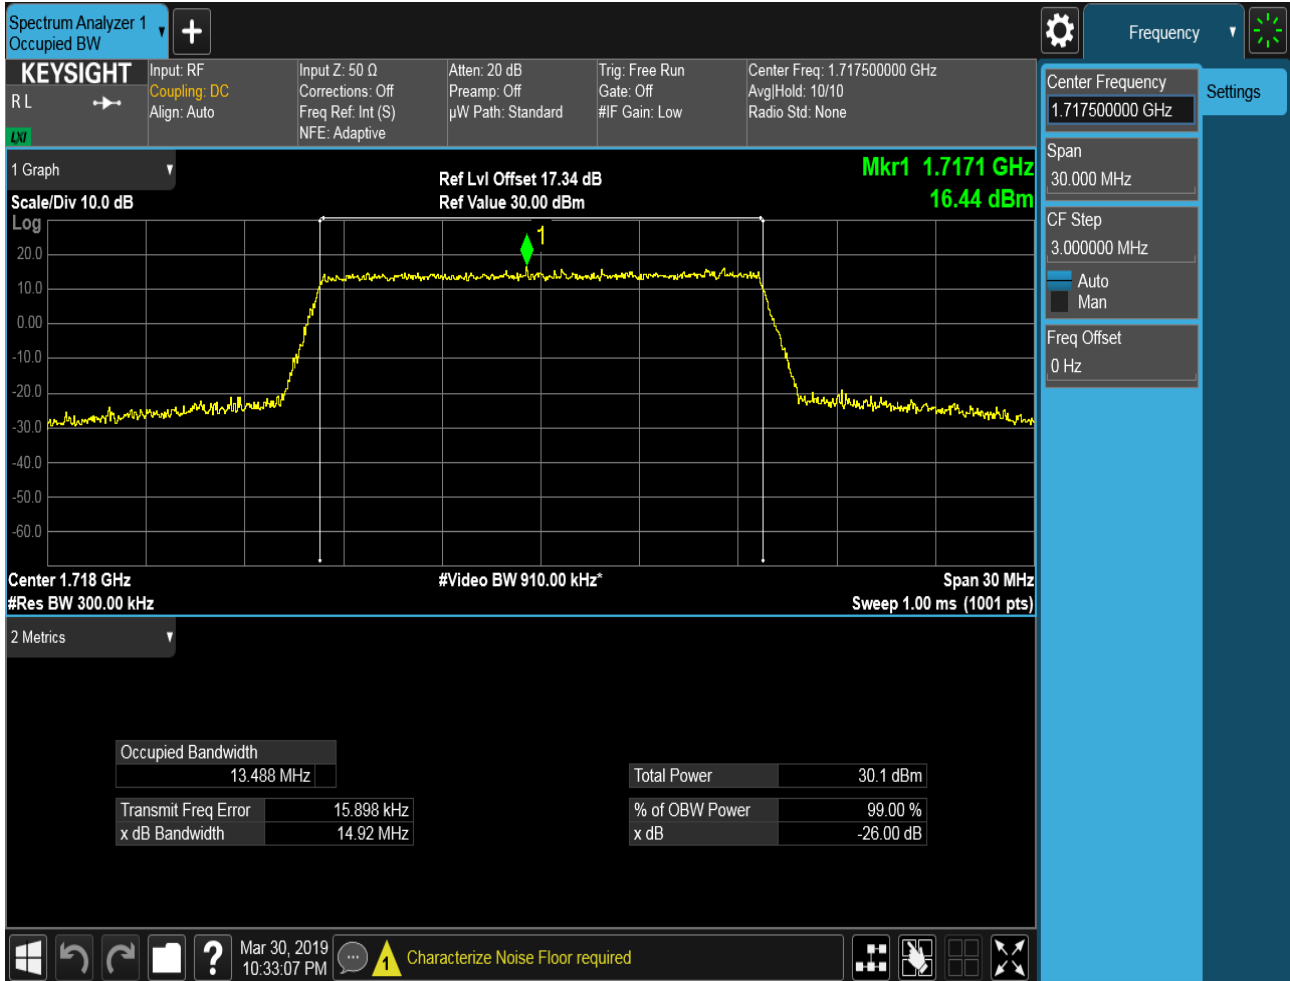 Spectrum Analyzer 1
Occupied BW
Frequency
KEYSIGHT
R L
LXI
Input: RF
Coupling: DC
Align: Auto
Input Z: 50 Ω
Corrections: Off
Freq Ref: Int (S)
NFE: Adaptive
Atten: 20 dB
Preamp: Off
µW Path: Standard
Trig: Free Run
Gate: Off
#IF Gain: Low
Center Freq: 1.717500000 GHz
Avg|Hold: 10/10
Radio Std: None
Center Frequency
1.717500000 GHz
Settings
Span
30.000 MHz
CF Step
3.000000 MHz
Auto
Man
Freq Offset
0 Hz
1 Graph
Scale/Div 10.0 dB
Ref Lvl Offset 17.34 dB
Ref Value 30.00 dBm
Mkr1 1.7171 GHz
16.44 dBm
Log
1
20.0
10.0
0.00
-10.0
-20.0
-30.0
-40.0
-50.0
-60.0
Center 1.718 GHz
#Video BW 910.00 kHz*
Span 30 MHz
#Res BW 300.00 kHz
Sweep 1.00 ms (1001 pts)
2 Metrics
Occupied Bandwidth
13.488 MHz
Total Power 30.1 dBm
Transmit Freq Error 15.898 kHz
% of OBW Power 99.00 %
x dB Bandwidth 14.92 MHz
x dB -26.00 dB
?
Mar 30, 2019
10:33:07 PM
1
Characterize Noise Floor required